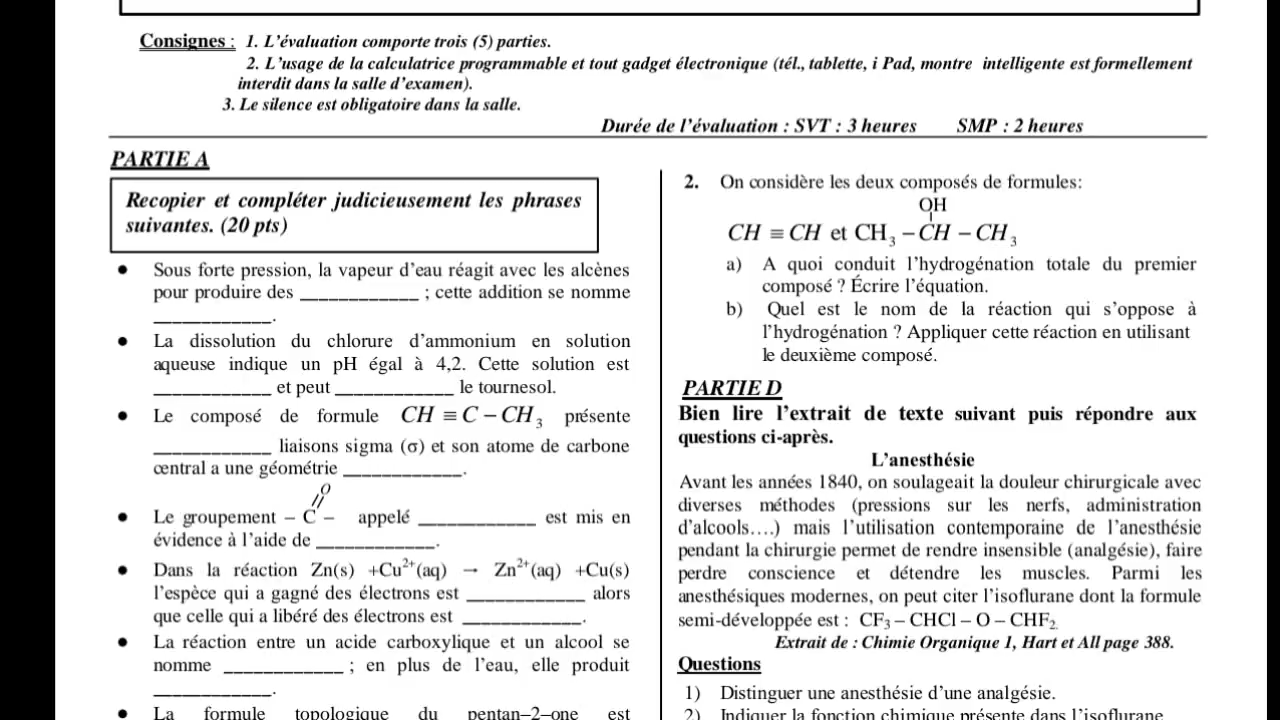 Consignes : 1. L'évaluation comporte trois (5) parties.
2. L'usage de la calculatrice programmable et tout gadget électronique (tél., tablette, i Pad, montre intelligente est formellement
interdit dans la salle d'examen).
3. Le silence est obligatoire dans la salle.
Durée de l'évaluation : SVT : 3 heures SMP : 2 heures
PARTIE A
Recopier et compléter judicieusement les phrases
suivantes. (20 pts)
• Sous forte pression, la vapeur d'eau réagit avec les alcènes
pour produire des ____________ ; cette addition se nomme
____________.
• La dissolution du chlorure d'ammonium en solution
aqueuse indique un pH égal à 4,2. Cette solution est
____________ et peut ____________ le tournesol.
• Le composé de formule CH ≡ C – CH₃ présente
____________ liaisons sigma (σ) et son atome de carbone
central a une géométrie ____________.
O
//
• Le groupement – C – appelé ____________ est mis en
évidence à l'aide de ____________.
• Dans la réaction Zn(s) +Cu²⁺(aq) → Zn²⁺(aq) +Cu(s)
l'espèce qui a gagné des électrons est ____________ alors
que celle qui a libéré des électrons est ____________.
• La réaction entre un acide carboxylique et un alcool se
nomme ____________ ; en plus de l'eau, elle produit
____________.
• La formule topologique du pentan–2–one est
2. On considère les deux composés de formules:
OH
CH ≡ CH et CH₃ – CH – CH₃
a) A quoi conduit l'hydrogénation totale du premier
composé ? Écrire l'équation.
b) Quel est le nom de la réaction qui s'oppose à
l'hydrogénation ? Appliquer cette réaction en utilisant
le deuxième composé.
PARTIE D
Bien lire l'extrait de texte suivant puis répondre aux
questions ci-après.
L'anesthésie
Avant les années 1840, on soulageait la douleur chirurgicale avec
diverses méthodes (pressions sur les nerfs, administration
d'alcools….) mais l'utilisation contemporaine de l'anesthésie
pendant la chirurgie permet de rendre insensible (analgésie), faire
perdre conscience et détendre les muscles. Parmi les
anesthésiques modernes, on peut citer l'isoflurane dont la formule
semi-développée est : CF₃ – CHCl – O – CHF₂.
Extrait de : Chimie Organique 1, Hart et All page 388.
Questions
1) Distinguer une anesthésie d'une analgésie.
2) Indiquer la fonction chimique présente dans l'isoflurane